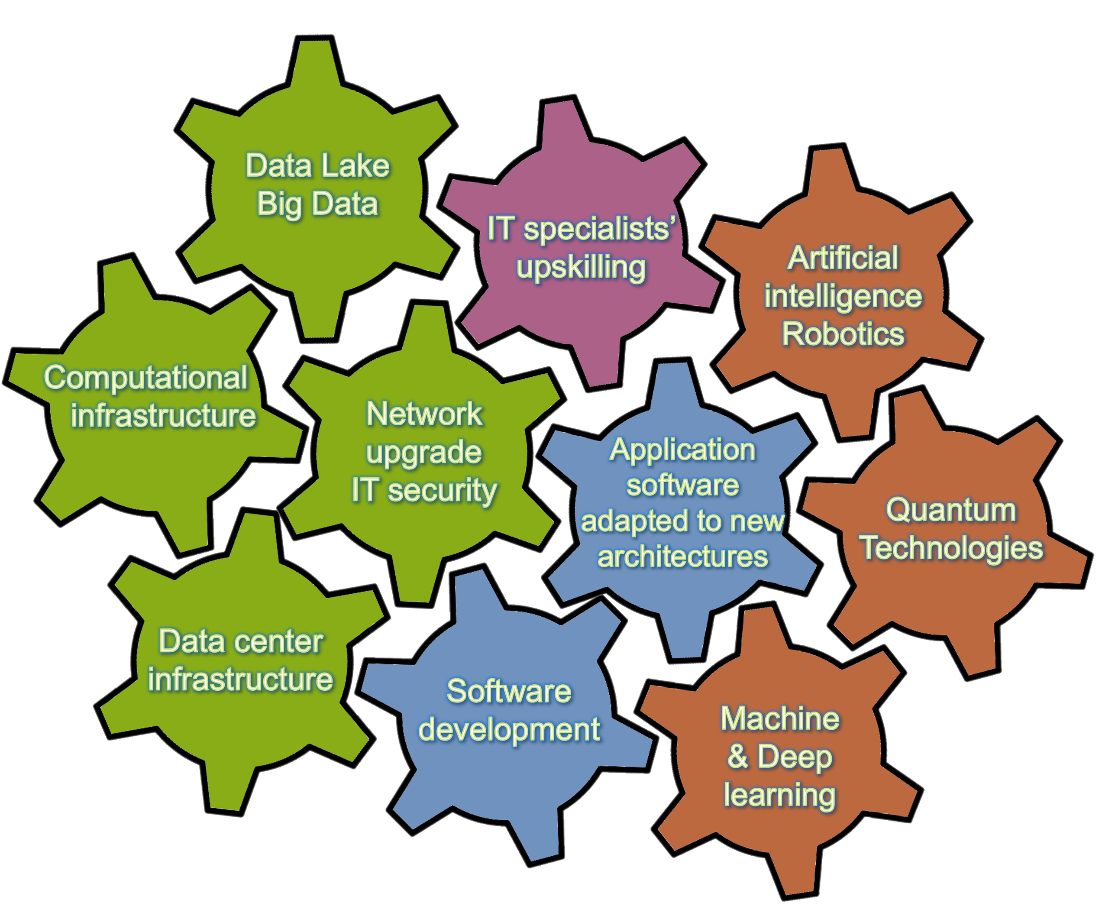 Data Lake
Big Data
IT specialists’
upskilling
Artificial
intelligence
Robotics
Computational
infrastructure
Network
upgrade
IT security
Application
software
adapted to new
architectures
Quantum
Technologies
Data center
infrastructure
Software
development
Machine
& Deep
learning